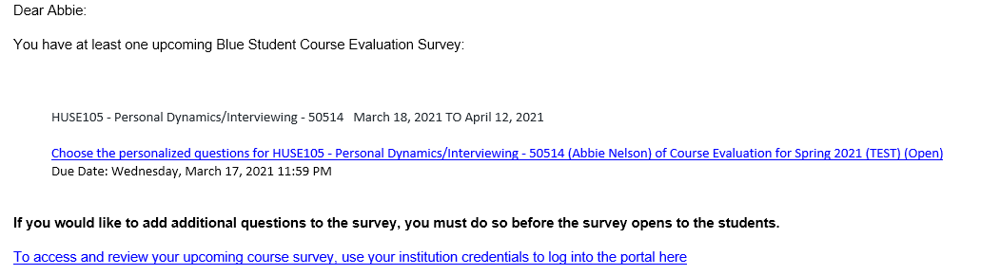 Dear Abbie:
You have at least one upcoming Blue Student Course Evaluation Survey:
HUSE105 - Personal Dynamics/Interviewing - 50514   March 18, 2021 TO April 12, 2021
Choose the personalized questions for HUSE105 - Personal Dynamics/Interviewing - 50514 (Abbie Nelson) of Course Evaluation for Spring 2021 (TEST) (Open)
Due Date: Wednesday, March 17, 2021 11:59 PM
If you would like to add additional questions to the survey, you must do so before the survey opens to the students.
To access and review your upcoming course survey, use your institution credentials to log into the portal here